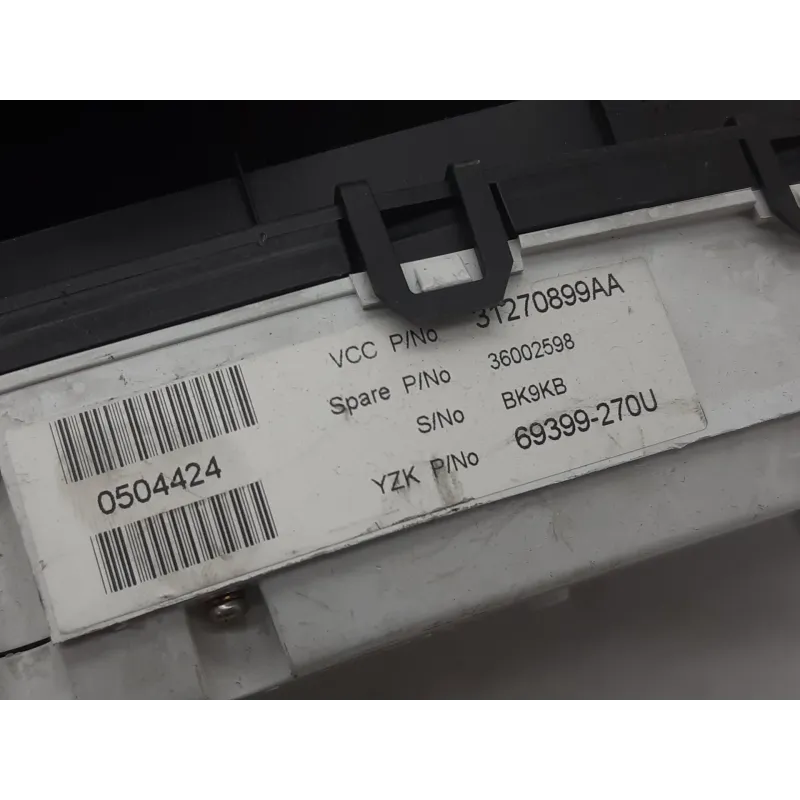 VCC P/No 31270899AA
Spare P/No 36002598
S/No BK9KB
YZK P/No 69399-270U
0504424